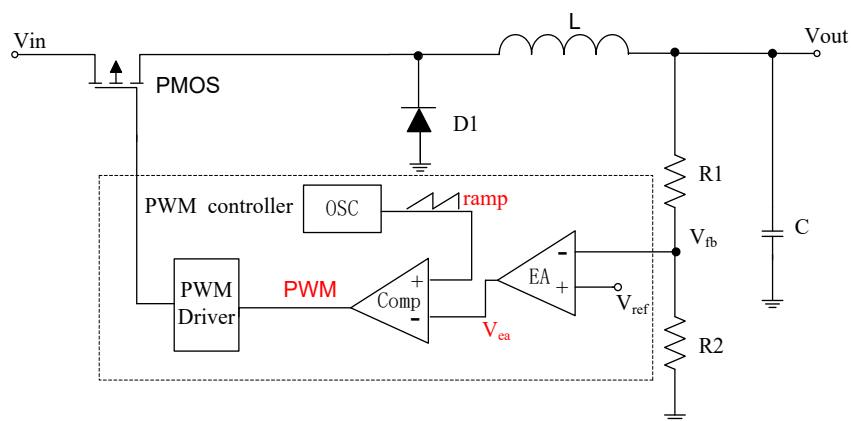 L
Vin
Vout
PMOS
D1
R1
PWM controller
OSC
ramp
Vfb
C
EA
-
+
Vref
PWM
Driver
PWM
Comp
+
-
Vea
R2